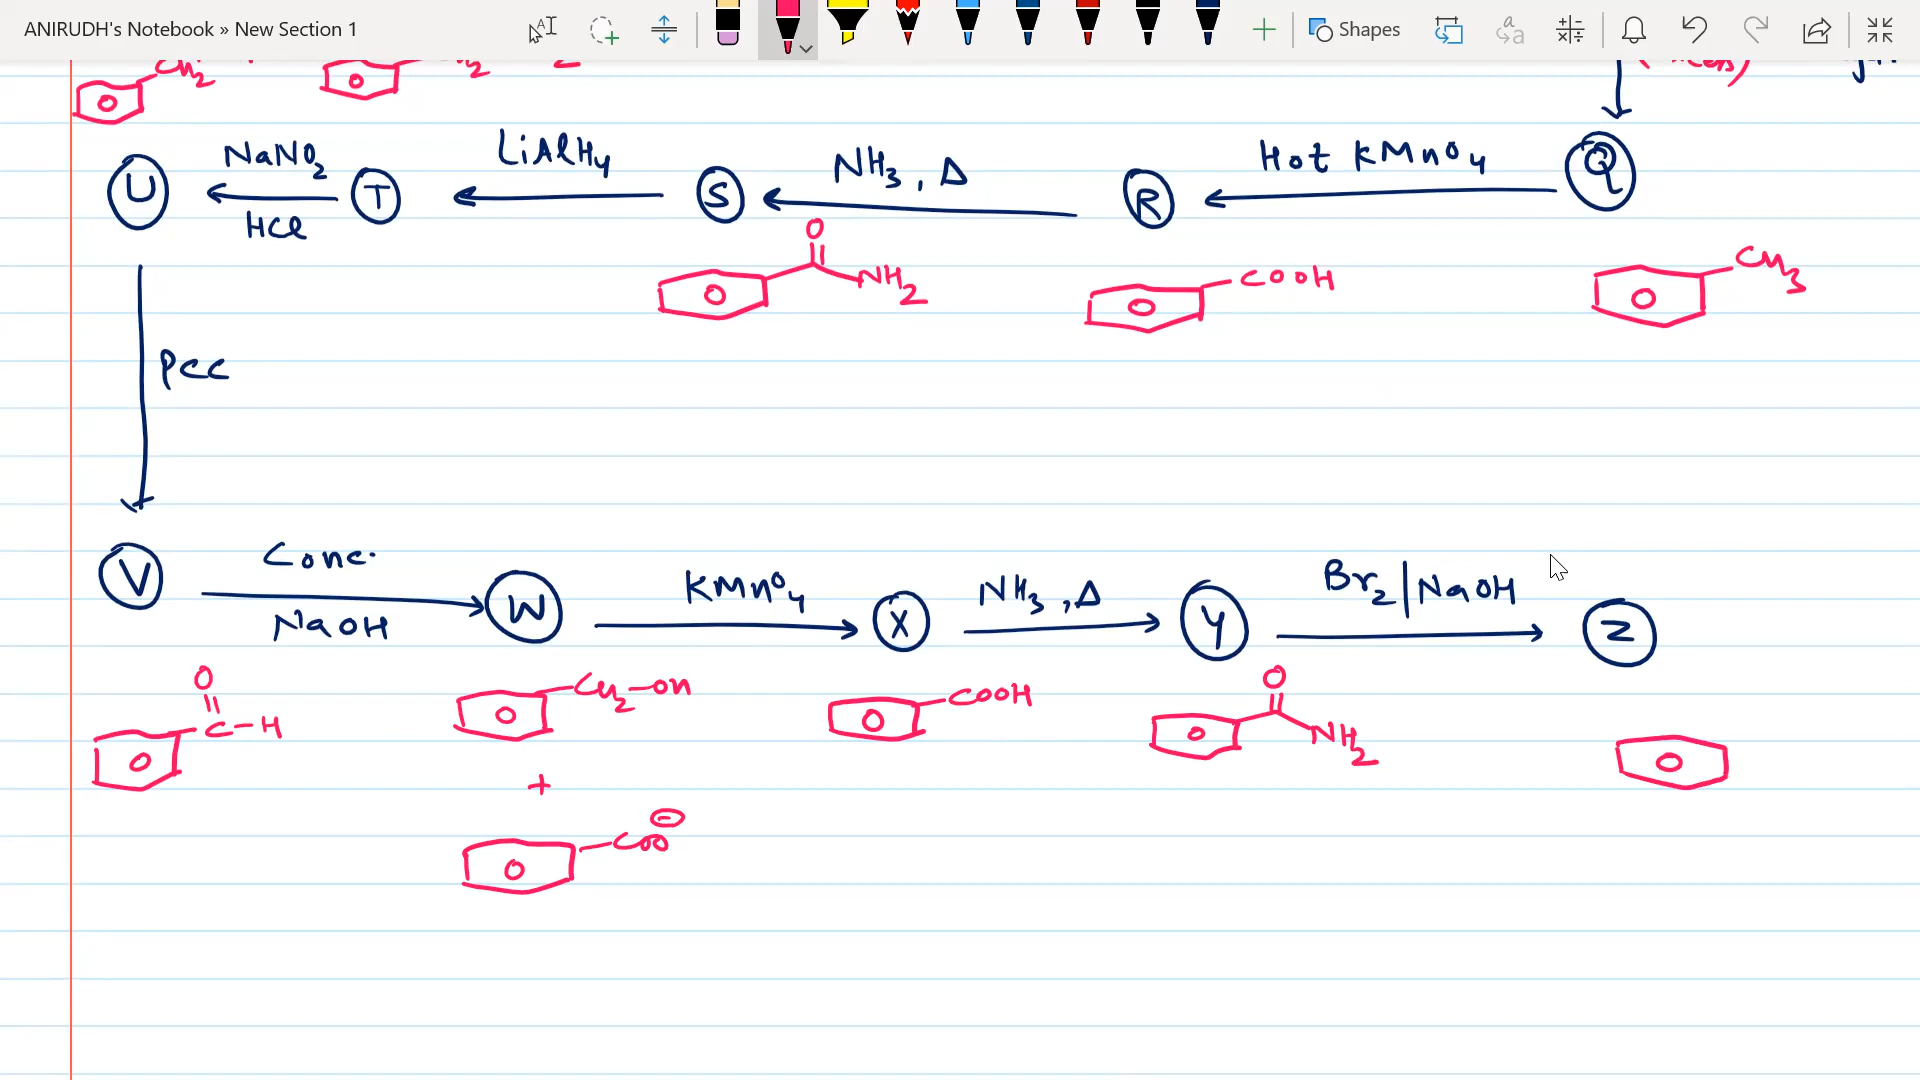 ANIRUDH's Notebook » New Section 1
Shapes
CH2
U NaNO2 HCl T LiAlH4 S NH3, Δ R Hot KMnO4 Q
O
NH2
COOH
CH3
PCC
V Conc. NaOH W KMnO4 X NH3, Δ Y Br2|NaOH Z
O
C-H
CH2-OH
COOH
O
NH2
+
COO⊖